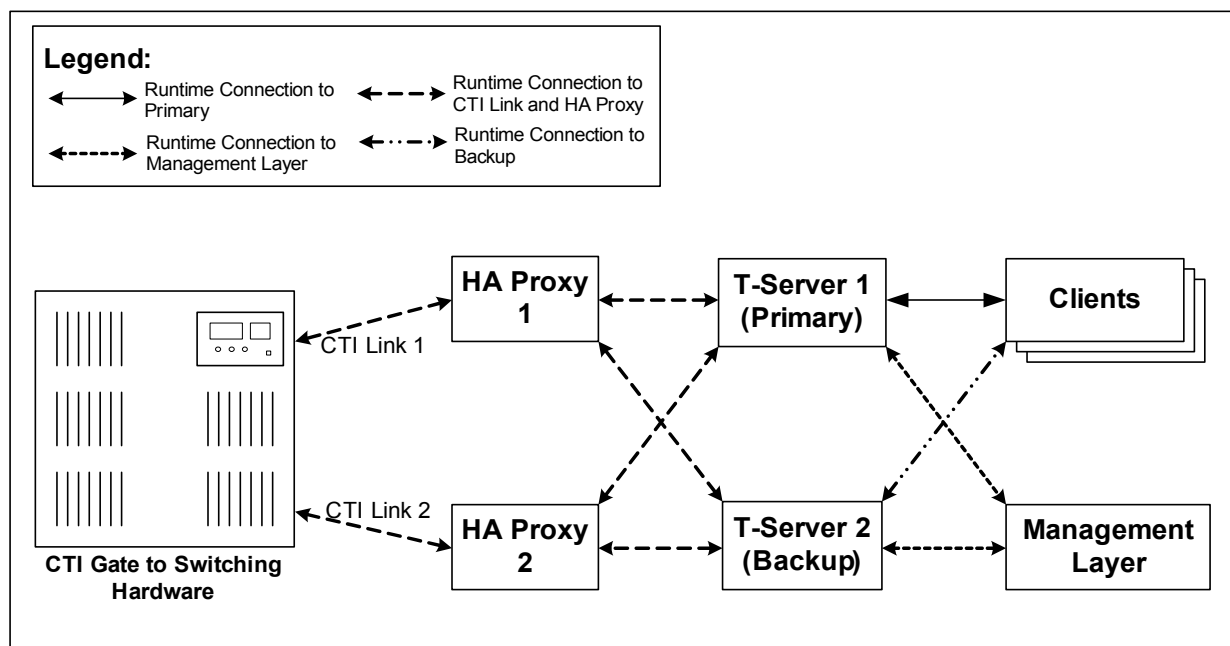 Legend:
Runtime Connection to
Primary
Runtime Connection to
CTI Link and HA Proxy
Runtime Connection to
Management Layer
Runtime Connection to
Backup
HA Proxy
1
T-Server 1
(Primary)
Clients
CTI Link 1
CTI Link 2
HA Proxy
2
T-Server 2
(Backup)
Management
Layer
CTI Gate to Switching
Hardware